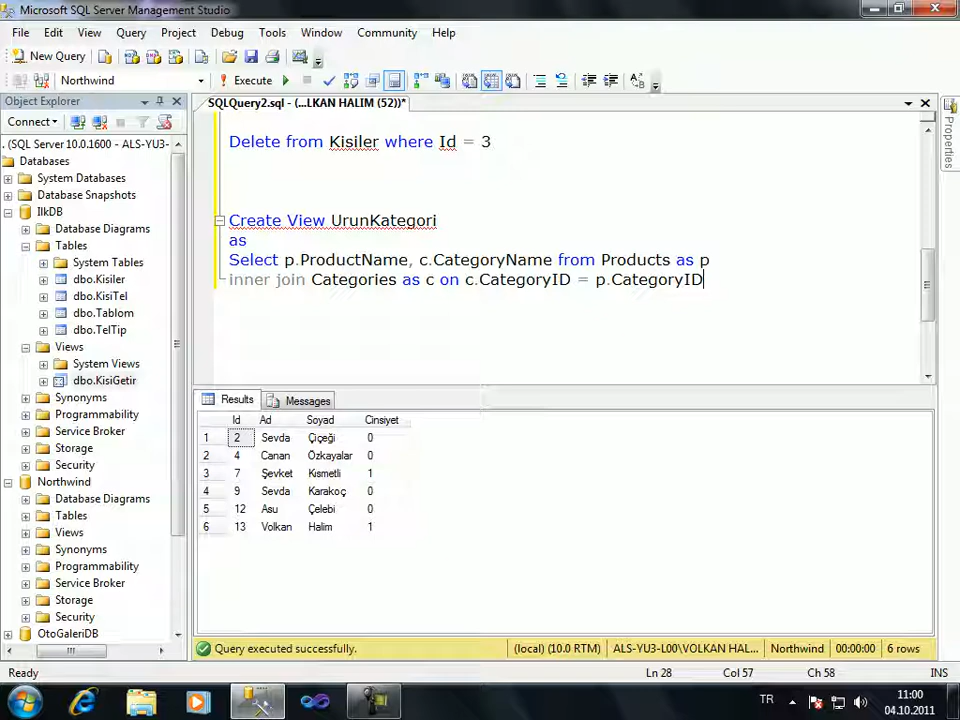 Microsoft SQL Server Management Studio
File Edit View Query Project Debug Tools Window Community Help
New Query
Northwind Execute
Object Explorer
SQLQuery2.sql - (...LKAN HALIM (52))*
Connect
Properties
. (SQL Server 10.0.1600 - ALS-YU3-
Databases
System Databases
Database Snapshots
IlkDB
Database Diagrams
Tables
System Tables
dbo.Kisiler
dbo.KisiTel
dbo.Tablom
dbo.TelTip
Views
System Views
dbo.KisiGetir
Synonyms
Programmability
Service Broker
Storage
Security
Northwind
Database Diagrams
Tables
Views
Synonyms
Programmability
Service Broker
Storage
Security
OtoGaleriDB
Delete from Kisiler where Id = 3
Create View UrunKategori
as
Select p.ProductName, c.CategoryName from Products as p
inner join Categories as c on c.CategoryID = p.CategoryID
Results Messages
Id Ad Soyad Cinsiyet
1 2 Sevda Çiçeği 0
2 4 Canan Özkayalar 0
3 7 Şevket Kısmetli 1
4 9 Sevda Karakoç 0
5 12 Asu Çelebi 0
6 13 Volkan Halim 1
Query executed successfully. (local) (10.0 RTM) ALS-YU3-L00\VOLKAN HAL... Northwind 00:00:00 6 rows
Ready Ln 28 Col 57 Ch 58 INS
TR 11:00
04.10.2011